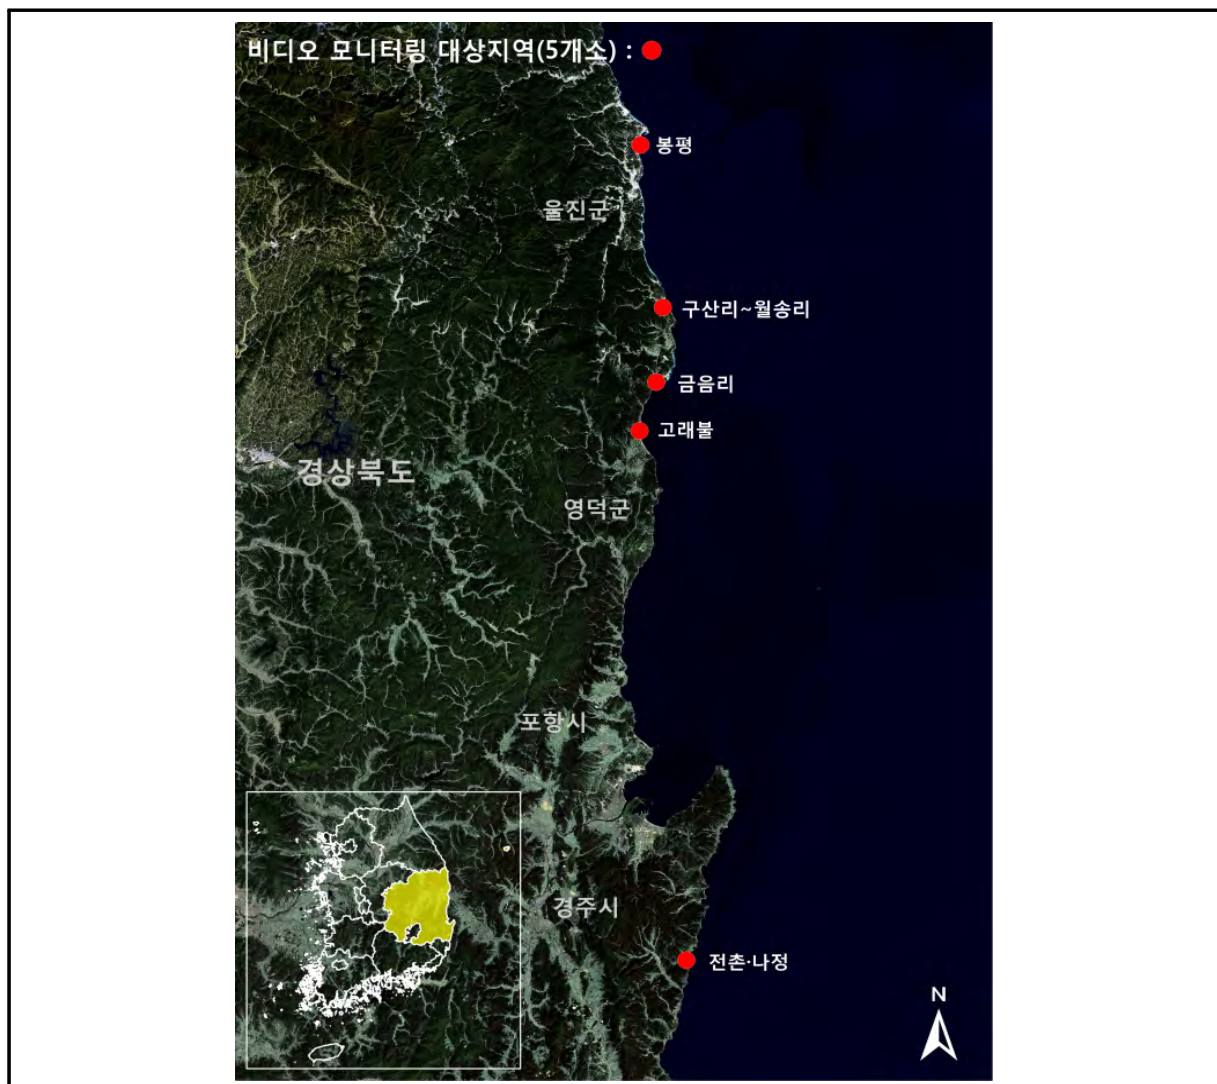 비디오 모니터링 대상지역(5개소) :
봉평
울진군
구산리~월송리
금음리
고래불
경상북도
영덕군
포항시
경주시
전촌·나정
N